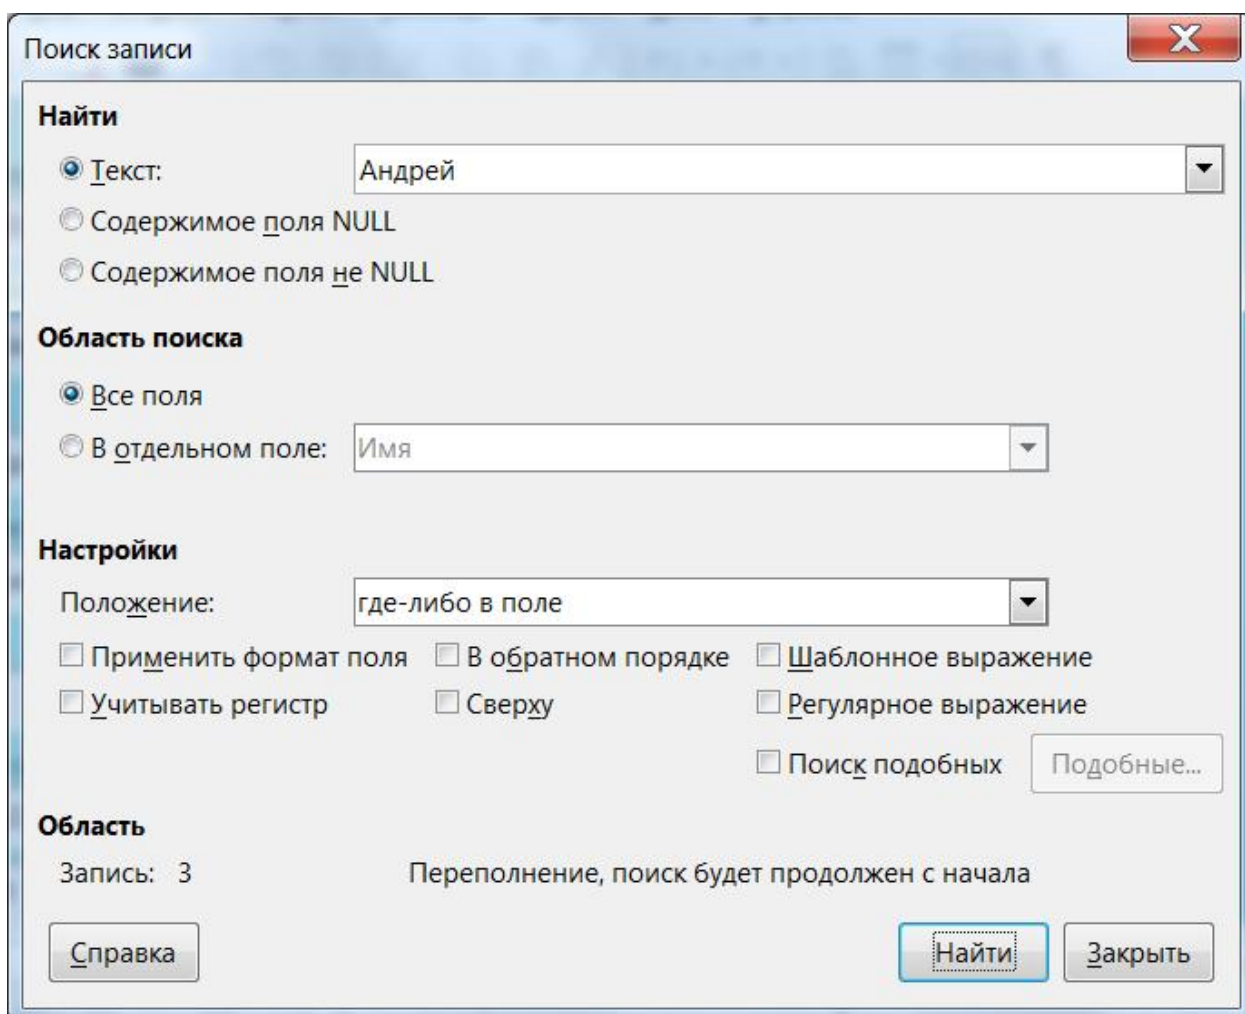 Поиск записи
Найти
Текст: Андрей
Содержимое поля NULL
Содержимое поля не NULL
Область поиска
Все поля
В отдельном поле: Имя
Настройки
Положение: где-либо в поле
Применить формат поля В обратном порядке Шаблонное выражение
Учитывать регистр Сверху Регулярное выражение
Поиск подобных Подобные...
Область
Запись: 3 Переполнение, поиск будет продолжен с начала
Справка Найти Закрыть